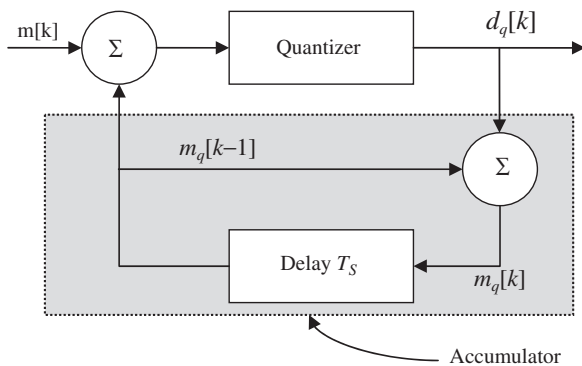 m[k]
Σ
Quantizer
d_q[k]
m_q[k−1]
Σ
Delay T_S
m_q[k]
Accumulator